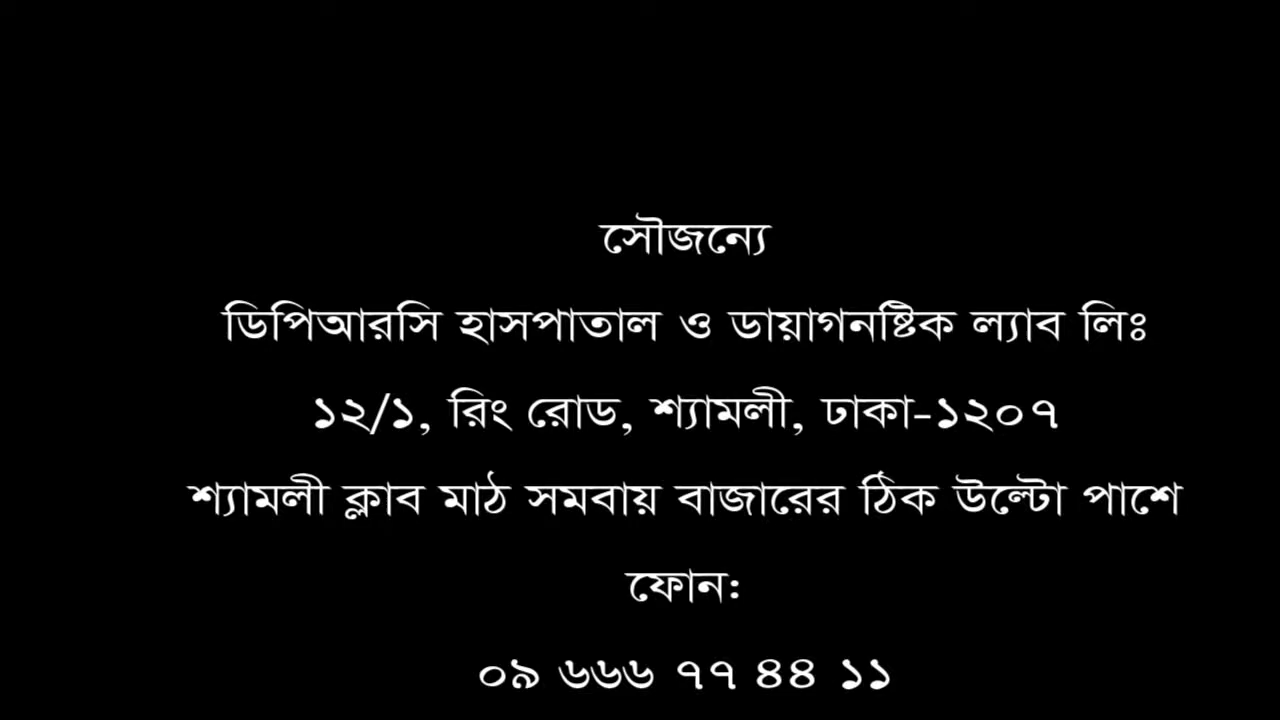 সৌজন্যে
ডিপিআরসি হাসপাতাল ও ডায়াগনষ্টিক ল্যাব লিঃ
১২/১, রিং রোড, শ্যামলী, ঢাকা-১২০৭
শ্যামলী ক্লাব মাঠ সমবায় বাজারের ঠিক উল্টো পাশে
ফোন:
০৯ ৬৬৬ ৭৭ ৪৪ ১১